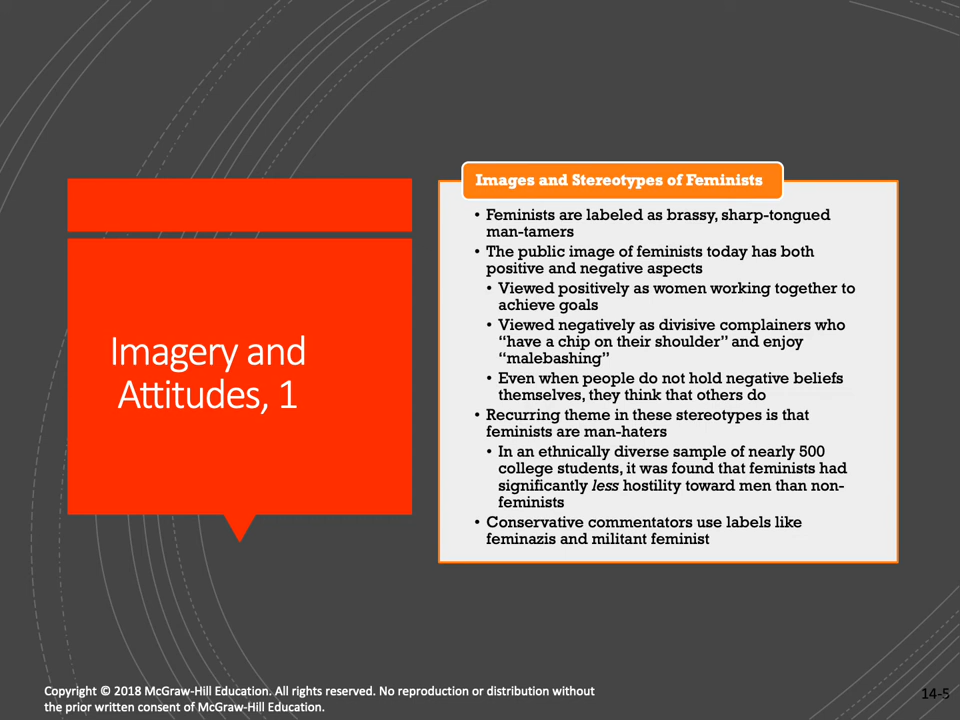 Images and Stereotypes of Feminists
• Feminists are labeled as brassy, sharp-tongued
man-tamers
• The public image of feminists today has both
positive and negative aspects
• Viewed positively as women working together to
achieve goals
• Viewed negatively as divisive complainers who
“have a chip on their shoulder” and enjoy
“malebashing”
• Even when people do not hold negative beliefs
themselves, they think that others do
• Recurring theme in these stereotypes is that
feminists are man-haters
• In an ethnically diverse sample of nearly 500
college students, it was found that feminists had
significantly less hostility toward men than non-
feminists
• Conservative commentators use labels like
feminazis and militant feminist
Imagery and
Attitudes, 1
Copyright © 2018 McGraw-Hill Education. All rights reserved. No reproduction or distribution without
the prior written consent of McGraw-Hill Education.
14-5